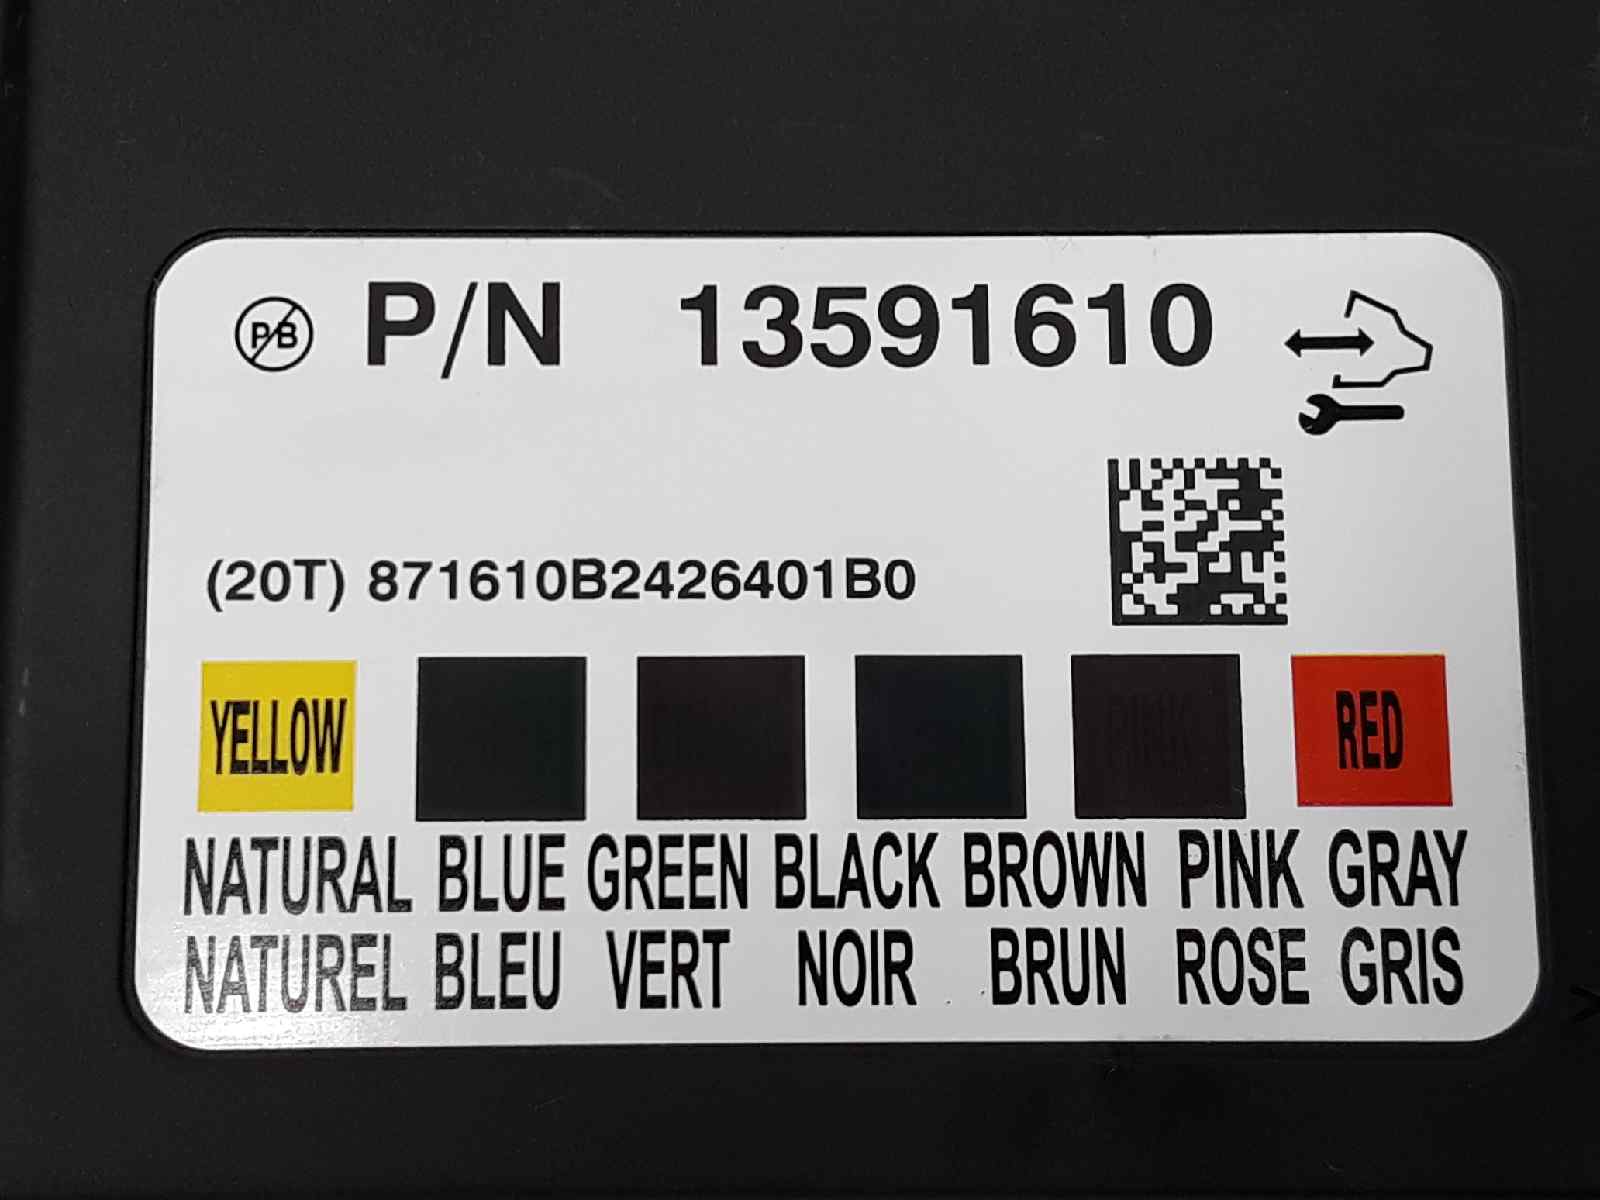 PB P/N 13591610
(20T) 871610B2426401B0
YELLOW PINK RED
NATURAL BLUE GREEN BLACK BROWN PINK GRAY
NATUREL BLEU VERT NOIR BRUN ROSE GRIS